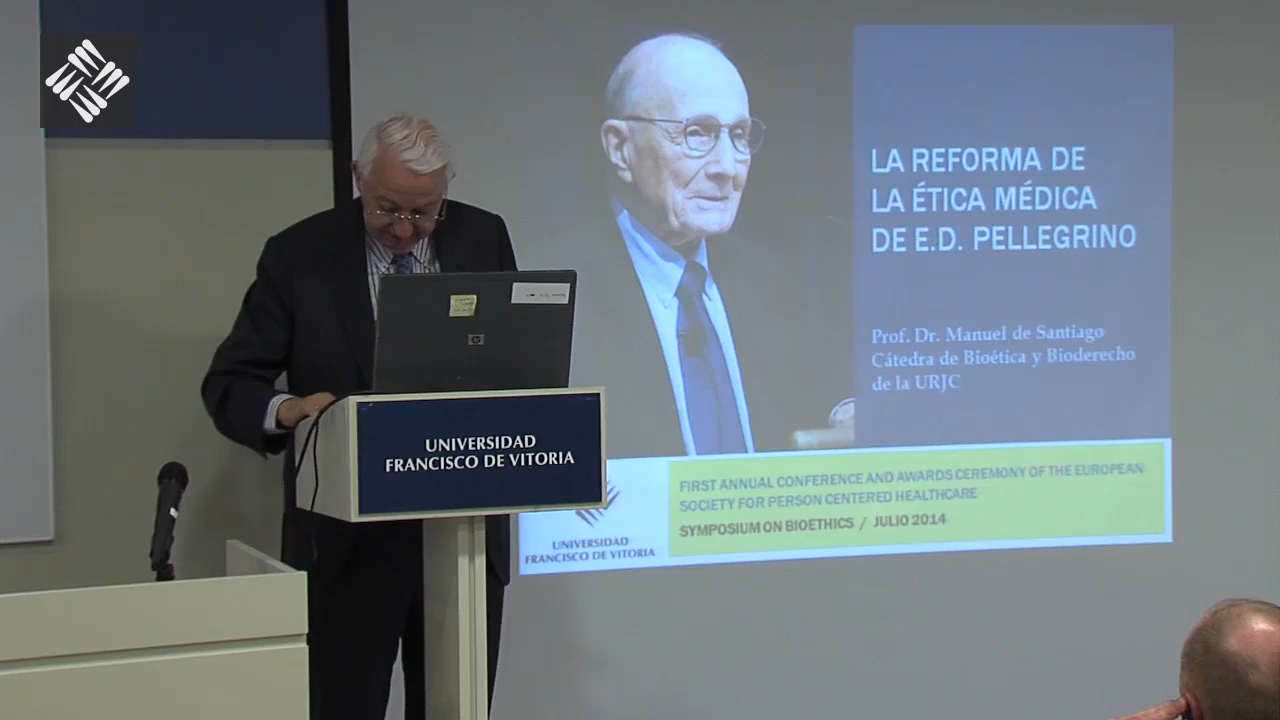 LA REFORMA DE
LA ÉTICA MÉDICA
DE E.D. PELLEGRINO
Prof. Dr. Manuel de Santiago
Cátedra de Bioética y Bioderecho
de la URJC
FIRST ANNUAL CONFERENCE AND AWARDS CEREMONY OF THE EUROPEAN
SOCIETY FOR PERSON CENTERED HEALTHCARE
SYMPOSIUM ON BIOETHICS / JULIO 2014
UNIVERSIDAD
FRANCISCO DE VITORIA
hp
UNIVERSIDAD
FRANCISCO DE VITORIA